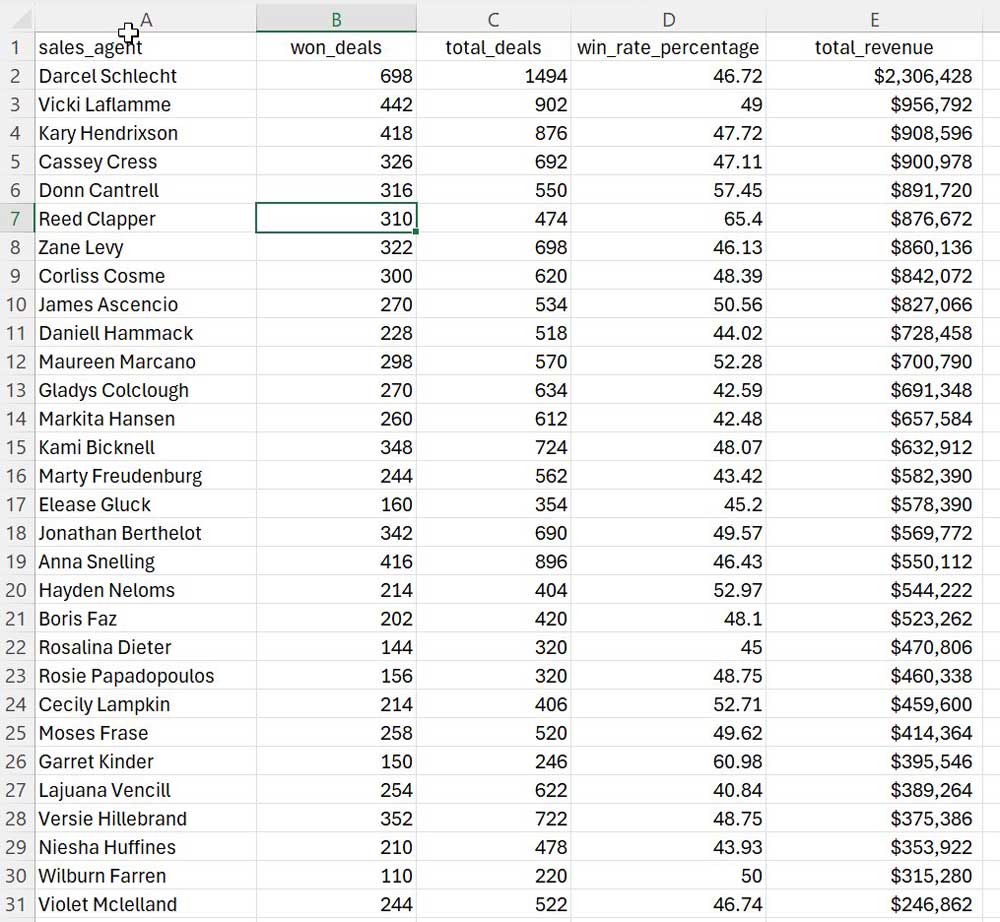 A B C D E
1 sales_agent won_deals total_deals win_rate_percentage total_revenue
2 Darcel Schlecht 698 1494 46.72 $2,306,428
3 Vicki Laflamme 442 902 49 $956,792
4 Kary Hendrixson 418 876 47.72 $908,596
5 Cassey Cress 326 692 47.11 $900,978
6 Donn Cantrell 316 550 57.45 $891,720
7 Reed Clapper 310 474 65.4 $876,672
8 Zane Levy 322 698 46.13 $860,136
9 Corliss Cosme 300 620 48.39 $842,072
10 James Ascencio 270 534 50.56 $827,066
11 Daniell Hammack 228 518 44.02 $728,458
12 Maureen Marcano 298 570 52.28 $700,790
13 Gladys Colclough 270 634 42.59 $691,348
14 Markita Hansen 260 612 42.48 $657,584
15 Kami Bicknell 348 724 48.07 $632,912
16 Marty Freudenburg 244 562 43.42 $582,390
17 Elease Gluck 160 354 45.2 $578,390
18 Jonathan Berthelot 342 690 49.57 $569,772
19 Anna Snelling 416 896 46.43 $550,112
20 Hayden Neloms 214 404 52.97 $544,222
21 Boris Faz 202 420 48.1 $523,262
22 Rosalina Dieter 144 320 45 $470,806
23 Rosie Papadopoulos 156 320 48.75 $460,338
24 Cecily Lampkin 214 406 52.71 $459,600
25 Moses Frase 258 520 49.62 $414,364
26 Garret Kinder 150 246 60.98 $395,546
27 Lajuana Vencill 254 622 40.84 $389,264
28 Versie Hillebrand 352 722 48.75 $375,386
29 Niesha Huffines 210 478 43.93 $353,922
30 Wilburn Farren 110 220 50 $315,280
31 Violet Mclelland 244 522 46.74 $246,862